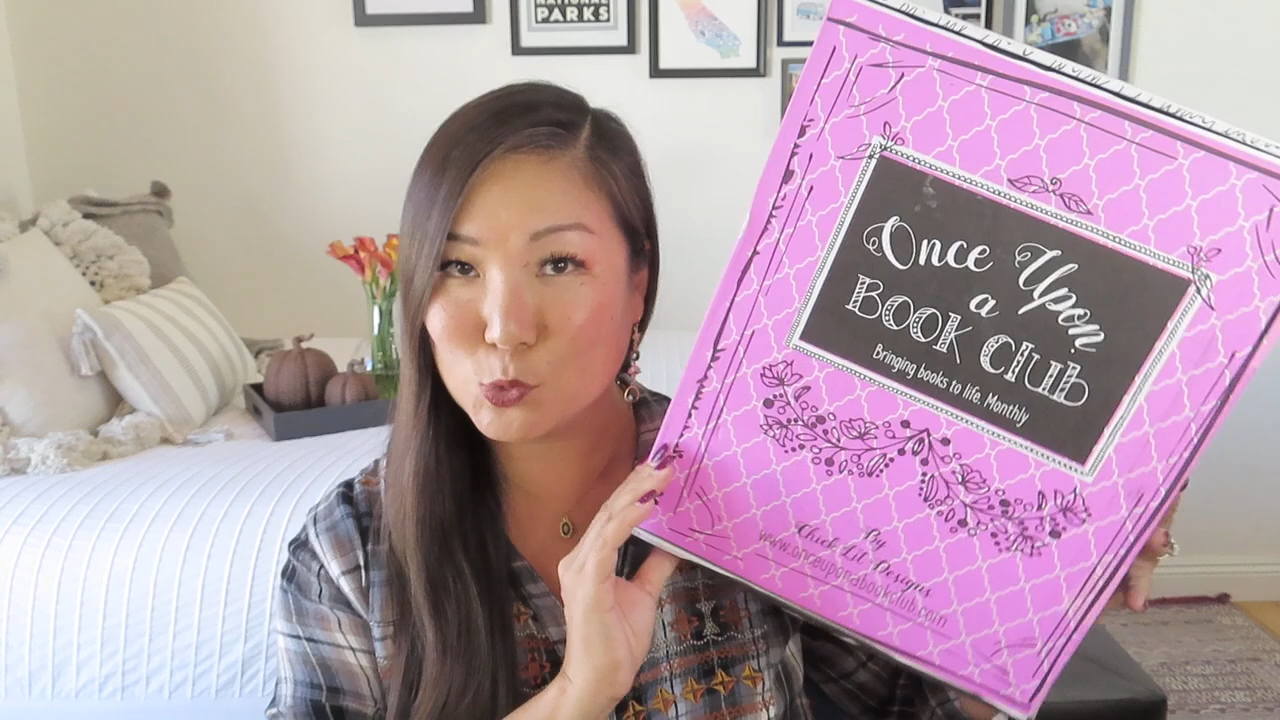 NATIONAL
PARKS
Once Upon
a
BOOK Club
Bringing books to life. Monthly
By
Chick Lit Designs
www.onceuponabookclub.com